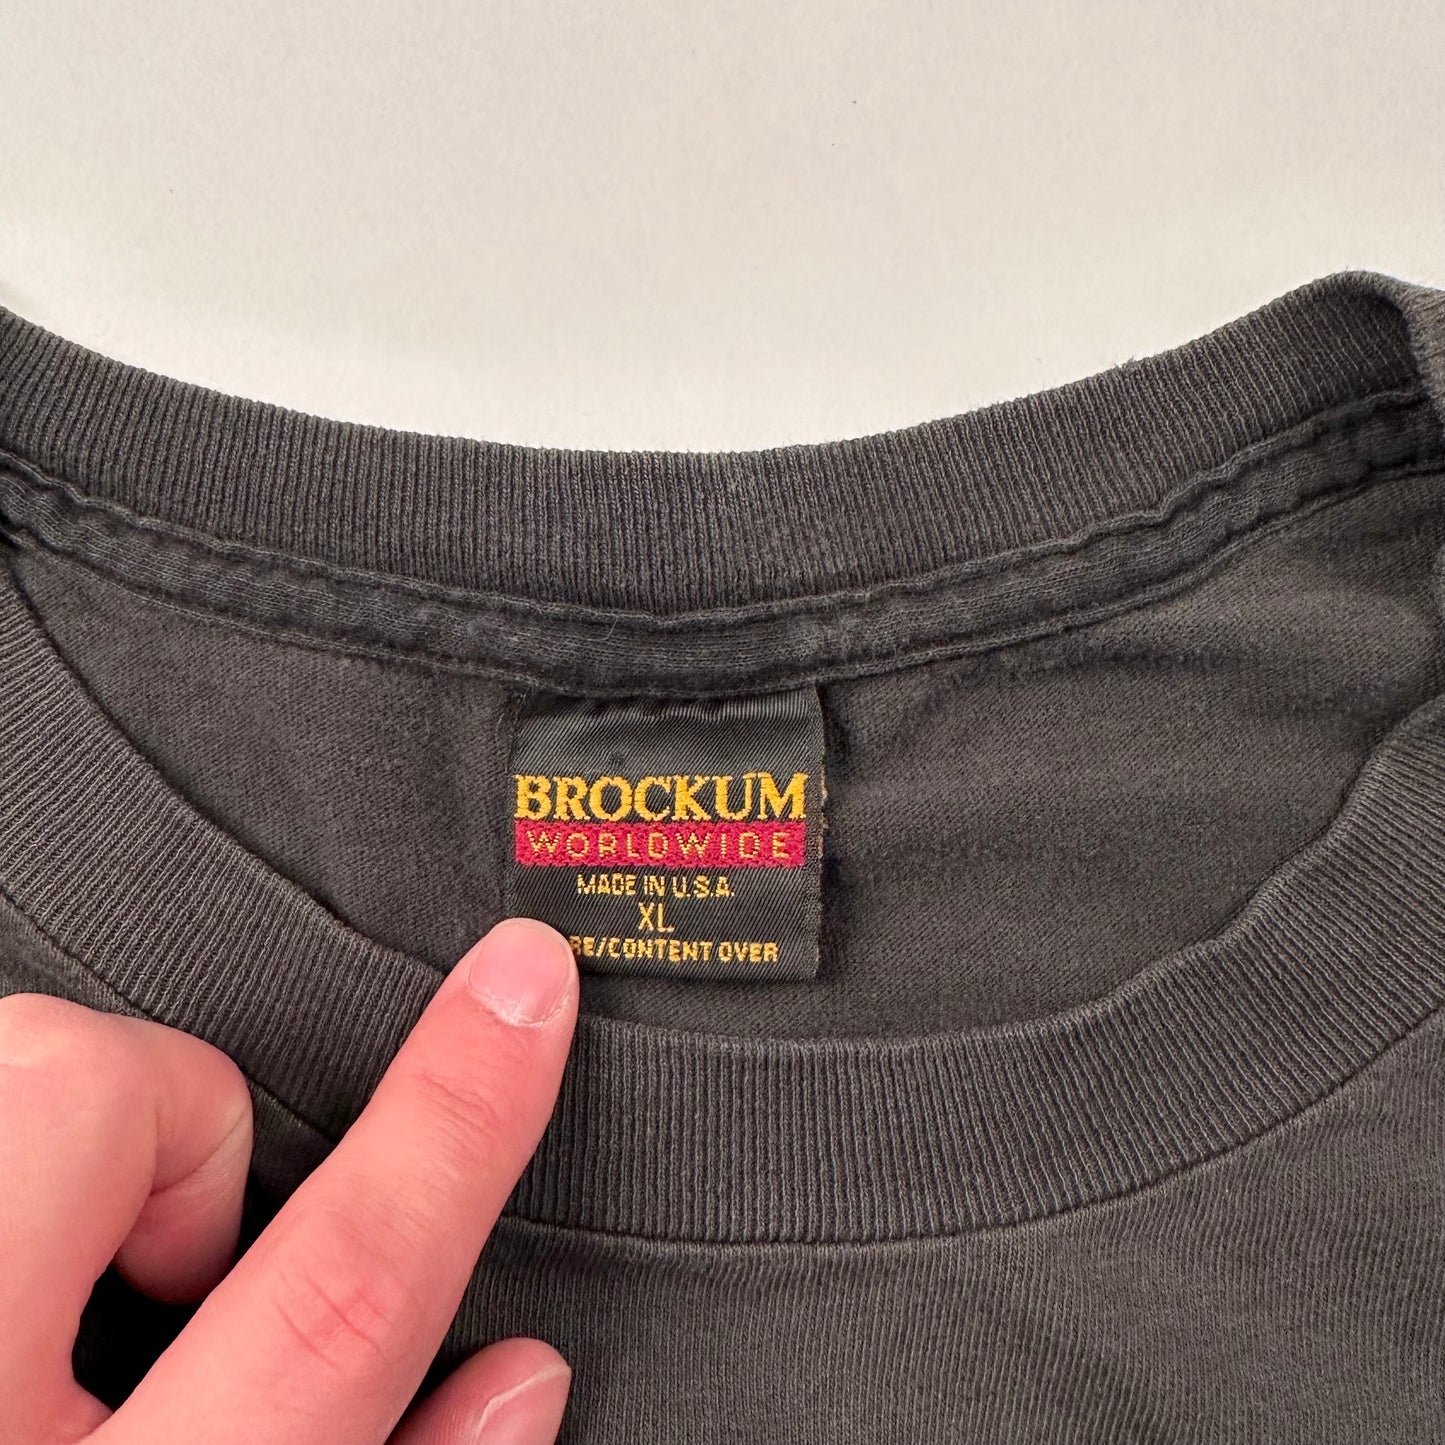 BROCKUM
WORLDWIDE
MADE IN U.S.A.
XL
/CONTENT OVER